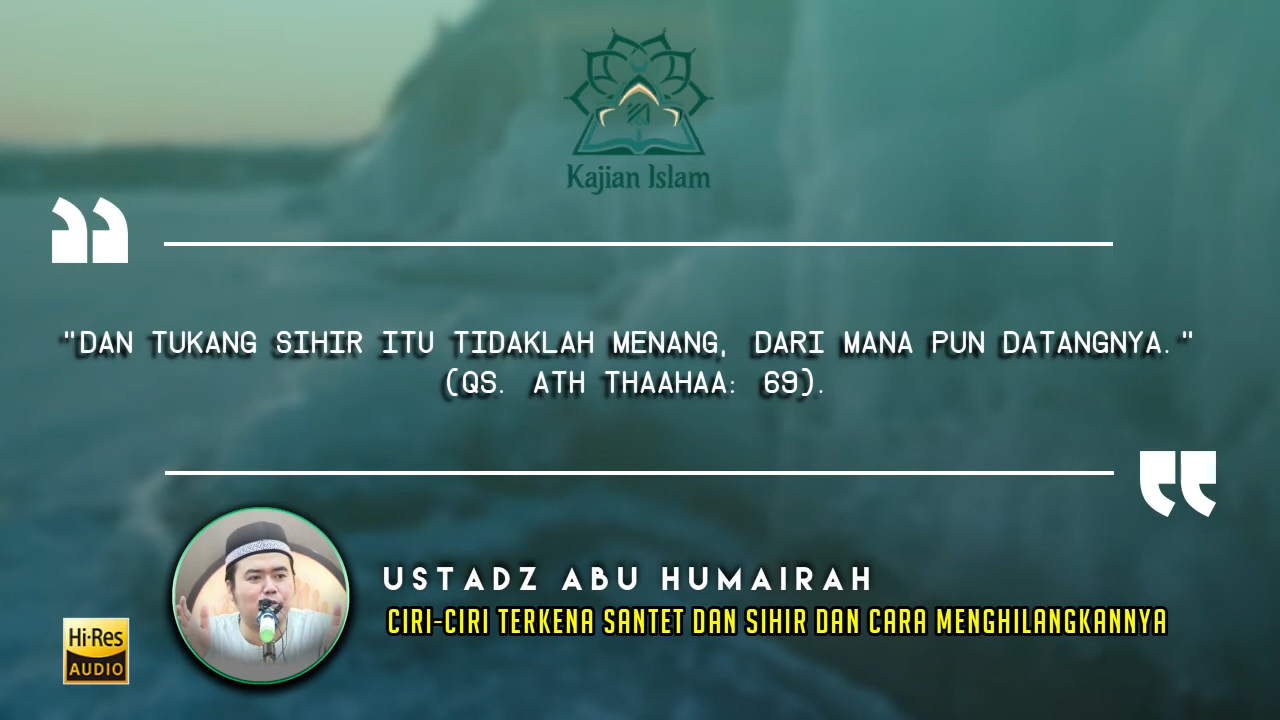 Kajian Islam
"DAN TUKANG SIHIR ITU TIDAKLAH MENANG, DARI MANA PUN DATANGNYA."
(QS. ATH THAAHAA: 69).
USTADZ ABU HUMAIRAH
CIRI-CIRI TERKENA SANTET DAN SIHIR DAN CARA MENGHILANGKANNYA
Hi-Res
AUDIO